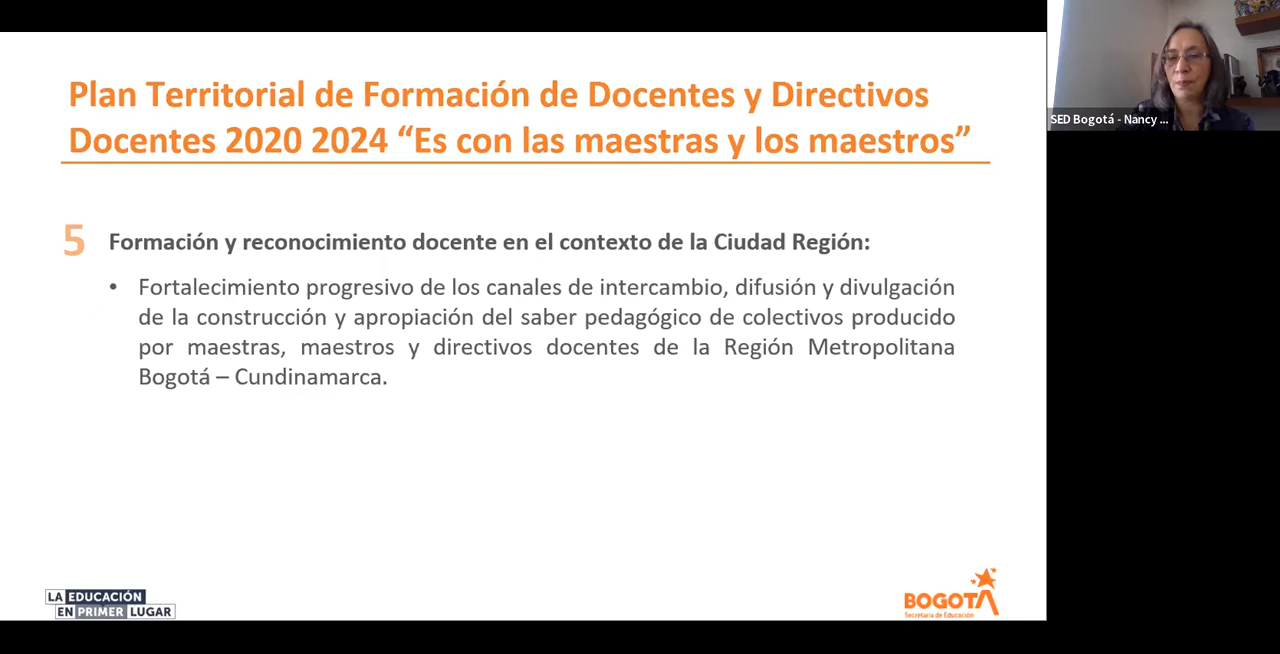 Plan Territorial de Formación de Docentes y Directivos
Docentes 2020 2024 “Es con las maestras y los maestros”
5 Formación y reconocimiento docente en el contexto de la Ciudad Región:
• Fortalecimiento progresivo de los canales de intercambio, difusión y divulgación
de la construcción y apropiación del saber pedagógico de colectivos producido
por maestras, maestros y directivos docentes de la Región Metropolitana
Bogotá – Cundinamarca.
LA EDUCACIÓN
EN PRIMER LUGAR
BOGOTÁ
Secretaría de Educación
SED Bogotá - Nancy ...